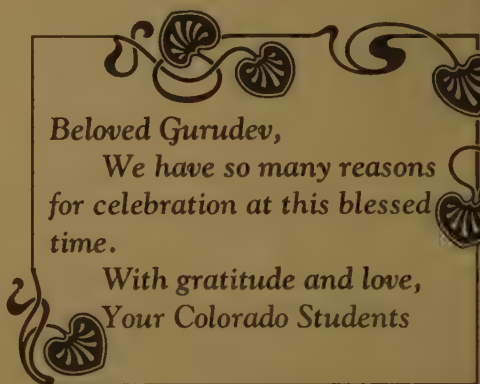 Beloved Gurudev,
We have so many reasons
for celebration at this blessed
time.
With gratitude and love,
Your Colorado Students